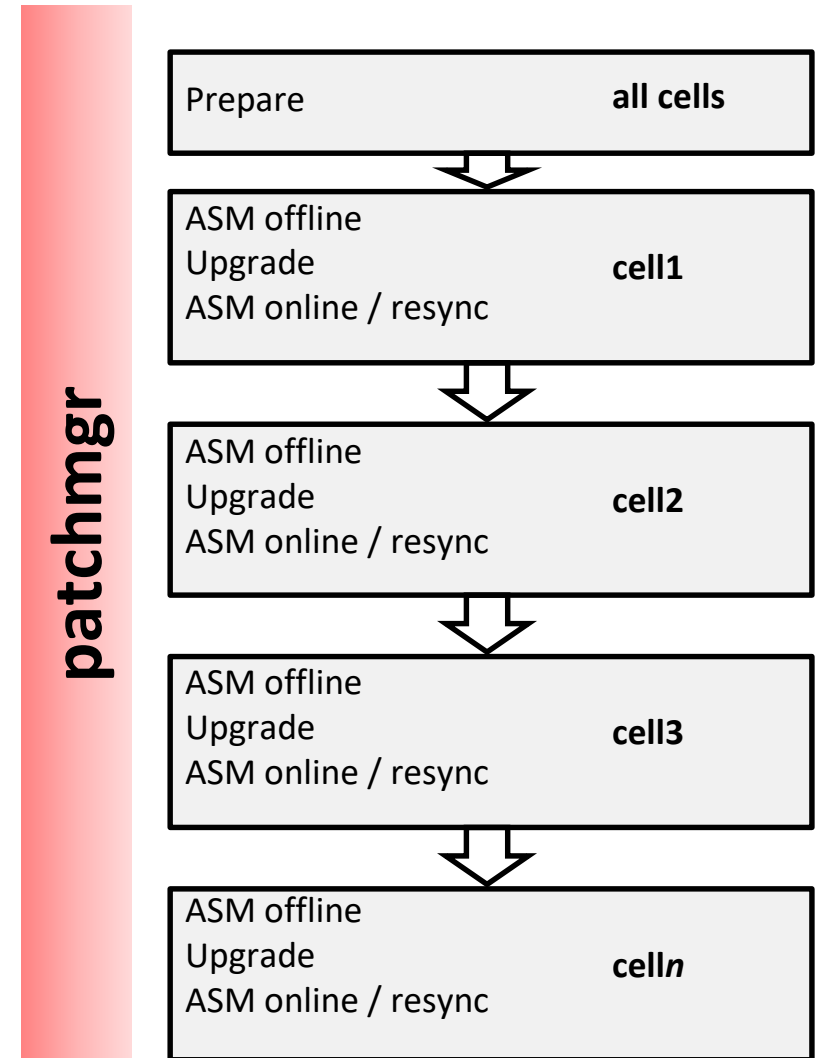 patchmgr
Prepare all cells
ASM offline
Upgrade
cell1
ASM online / resync
ASM offline
Upgrade
cell2
ASM online / resync
ASM offline
Upgrade
cell3
ASM online / resync
ASM offline
Upgrade
celln
ASM online / resync